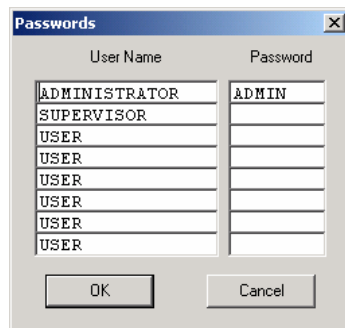 Passwords
User Name Password
ADMINISTRATOR ADMIN
SUPERVISOR
USER
USER
USER
USER
USER
USER
OK Cancel